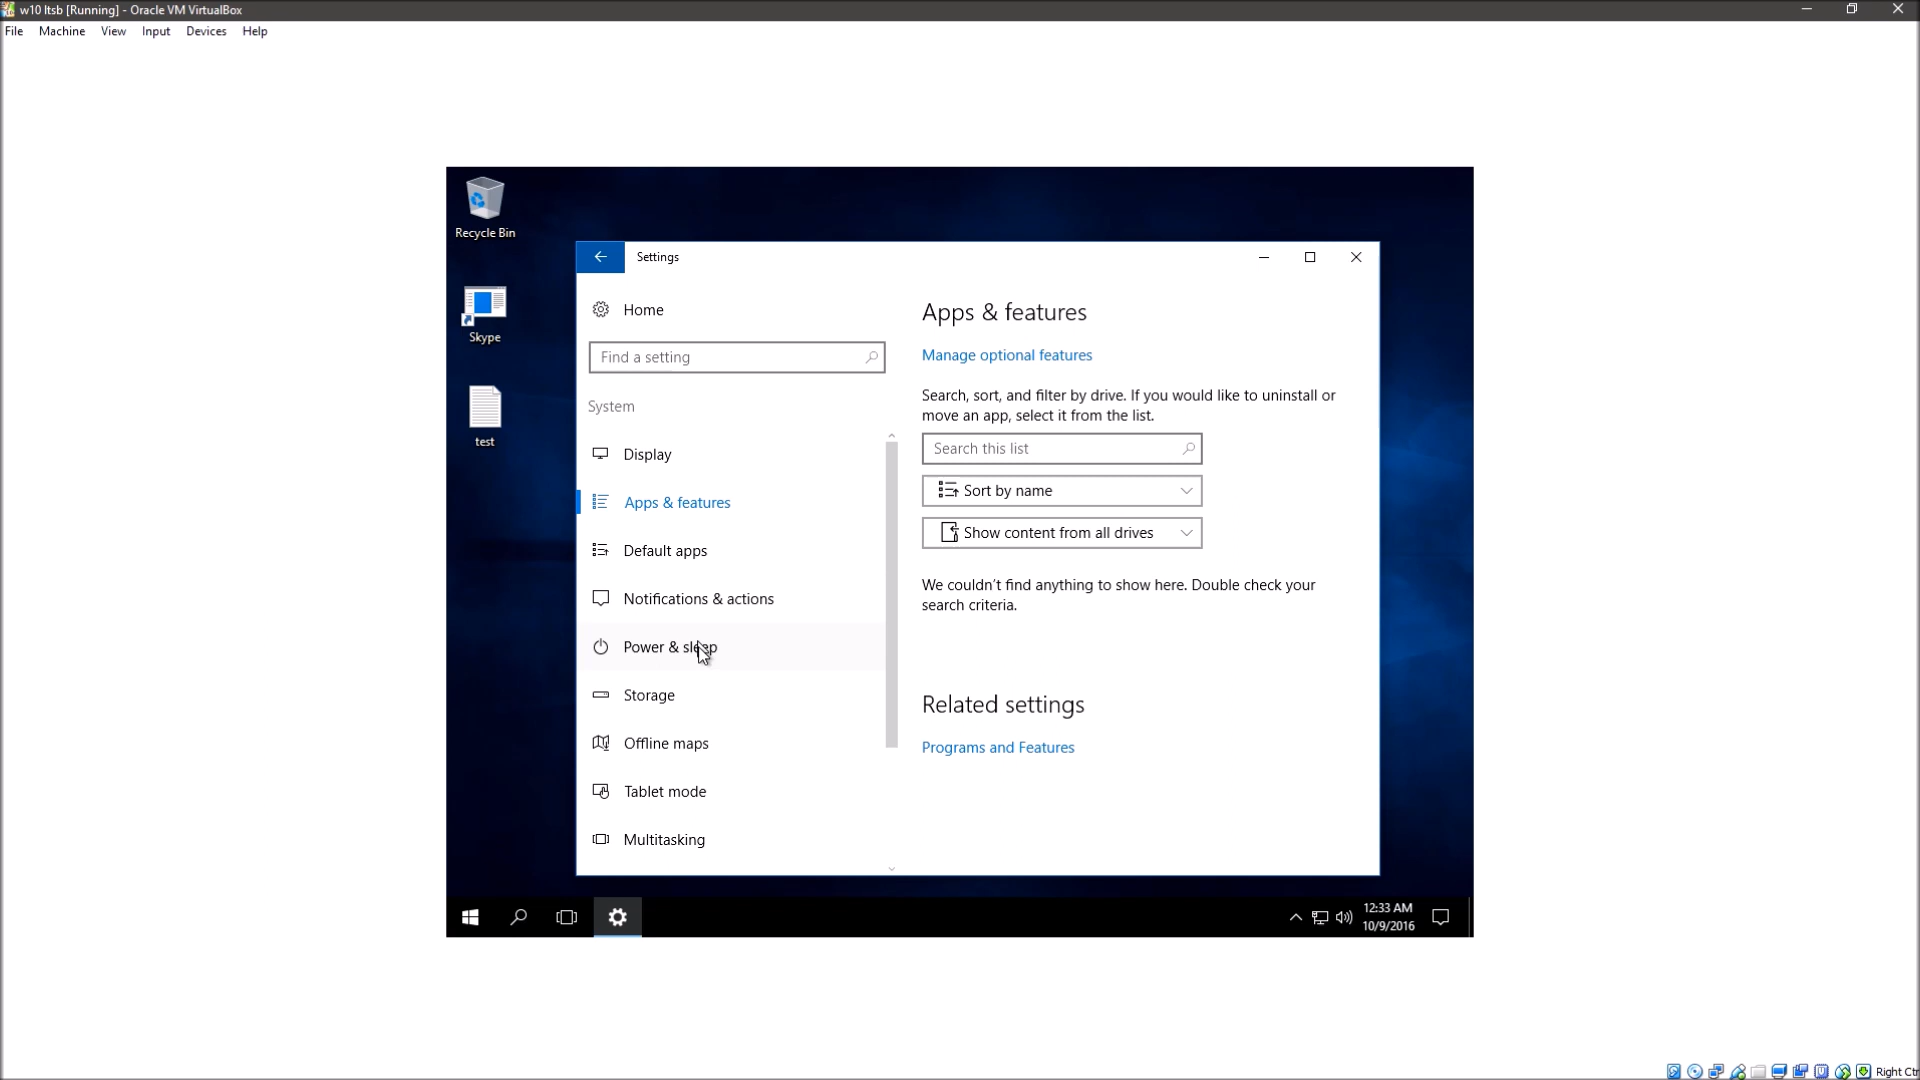 w10 ltsb [Running] - Oracle VM VirtualBox
File Machine View Input Devices Help
Recycle Bin
Skype
test
Settings
Home
Find a setting
System
Display
Apps & features
Default apps
Notifications & actions
Power & sleep
Storage
Offline maps
Tablet mode
Multitasking
Apps & features
Manage optional features
Search, sort, and filter by drive. If you would like to uninstall or
move an app, select it from the list.
Search this list
Sort by name
Show content from all drives
We couldn't find anything to show here. Double check your
search criteria.
Related settings
Programs and Features
12:33 AM
10/9/2016
Right Ctr